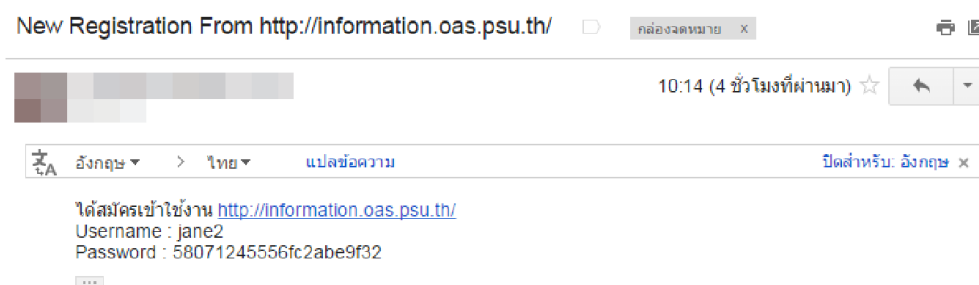 New Registration From http://information.oas.psu.th/
กล่องจดหมาย x
10:14 (4 ชั่วโมงที่ผ่านมา)
อังกฤษ > ไทย แปลข้อความ ปิดสำหรับ: อังกฤษ x
ได้สมัครเข้าใช้งาน http://information.oas.psu.th/
Username : jane2
Password : 58071245556fc2abe9f32
...